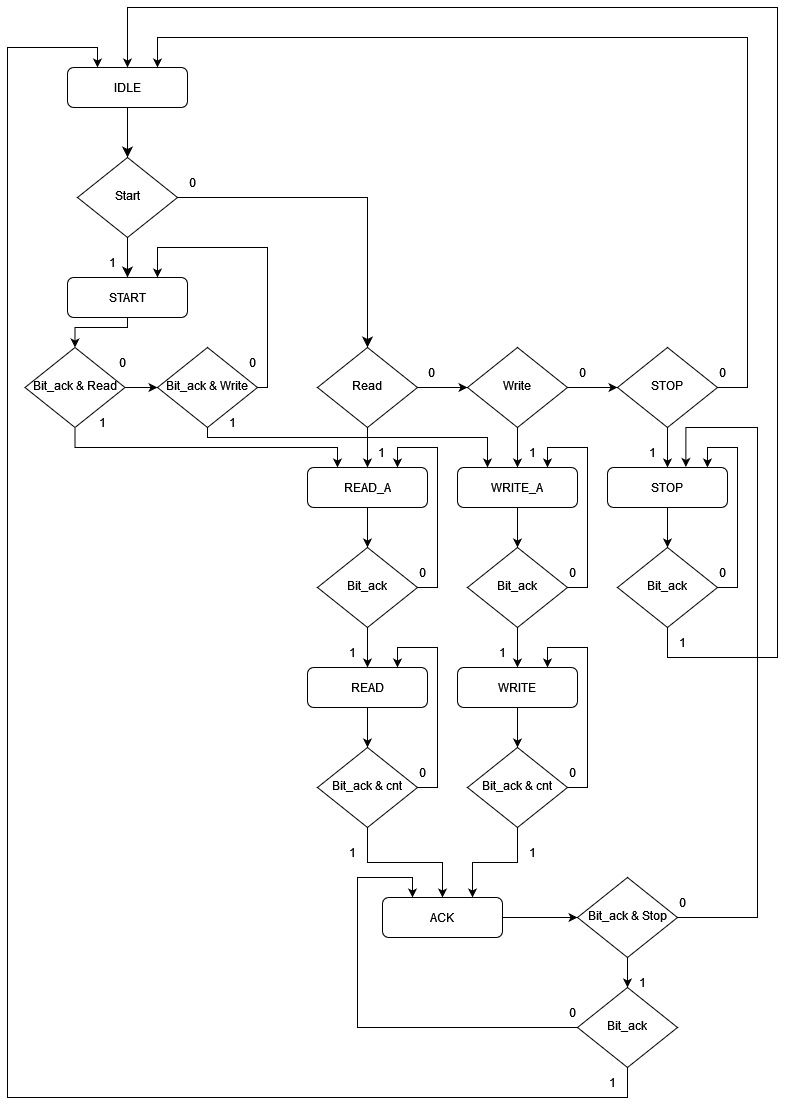 IDLE
Start
0
1
START
Bit_ack & Read
0
Bit_ack & Write
0
Read
0
Write
0
STOP
0
1
1
1
1
1
READ_A
WRITE_A
STOP
Bit_ack
0
Bit_ack
0
Bit_ack
0
1
1
1
READ
WRITE
Bit_ack & cnt
0
Bit_ack & cnt
0
1
1
ACK
Bit_ack & Stop
0
1
0
Bit_ack
1